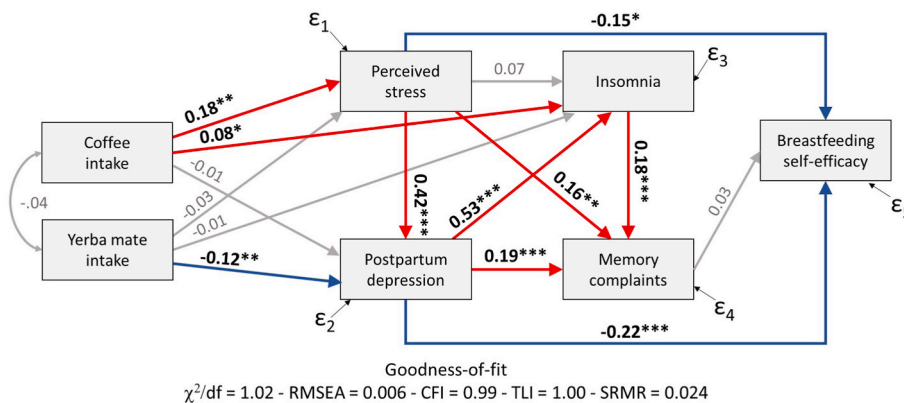 -0.15*
ε1
Perceived
stress
0.07
Insomnia
ε3
0.18**
0.08*
Coffee
intake
Breastfeeding
self-efficacy
-0.01
-.04
-0.03
-0.01
0.42***
0.53***
0.16**
0.18***
0.03
Yerba mate
intake
-0.12**
Postpartum
depression
0.19***
Memory
complaints
ε2
ε4
-0.22***
Goodness-of-fit
χ²/df = 1.02 - RMSEA = 0.006 - CFI = 0.99 - TLI = 1.00 - SRMR = 0.024